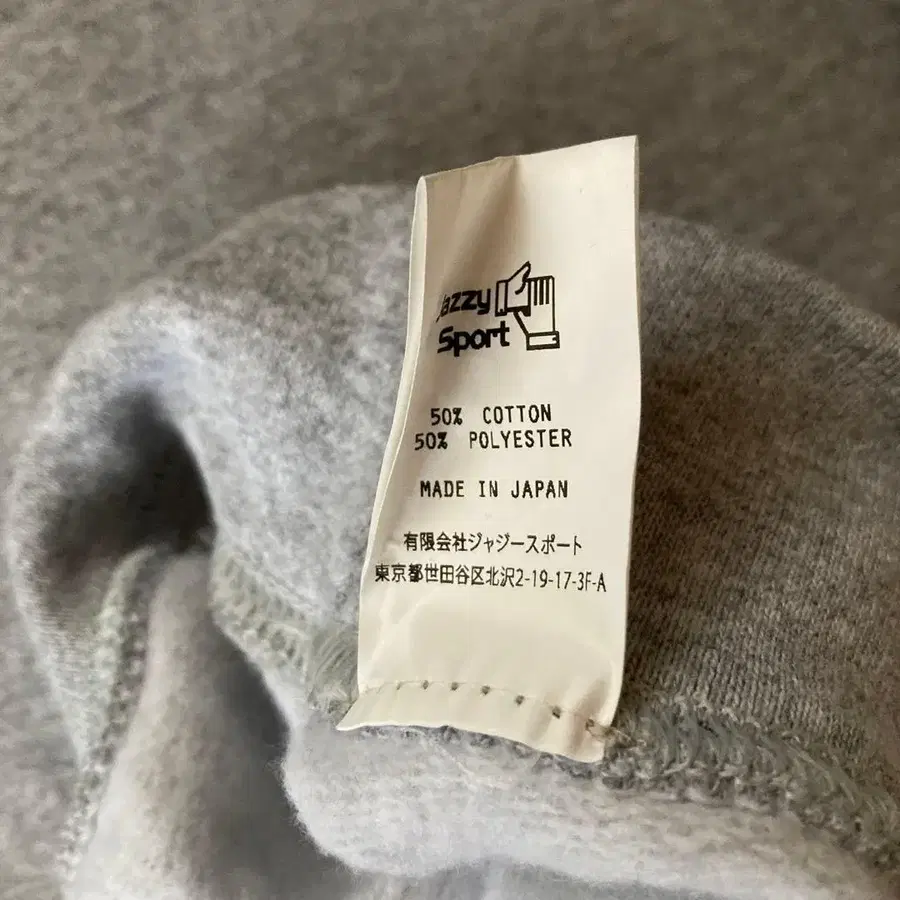 Jazzy
Sport
50% COTTON
50% POLYESTER
MADE IN JAPAN
有限会社ジャジースポート
東京都世田谷区北沢2-19-17-3F-A